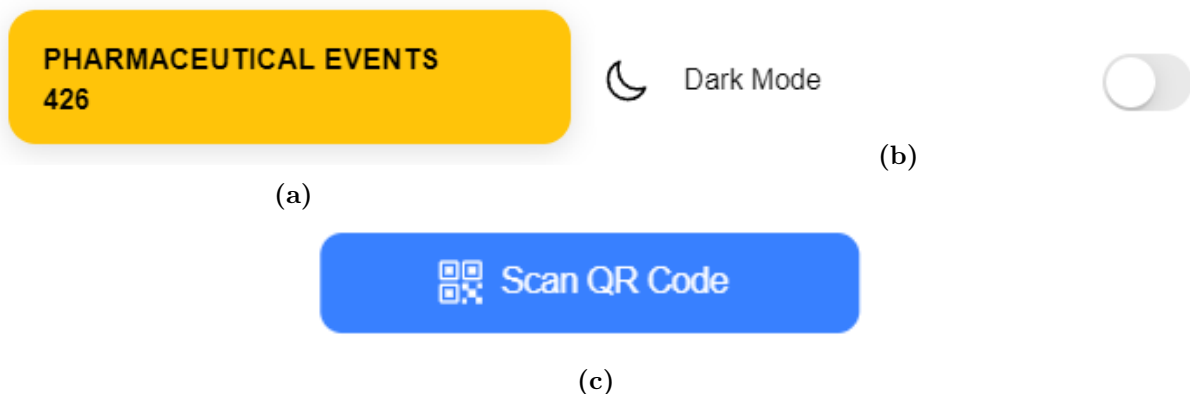 PHARMACEUTICAL EVENTS
426
(a)
Dark Mode
(b)
Scan QR Code
(c)